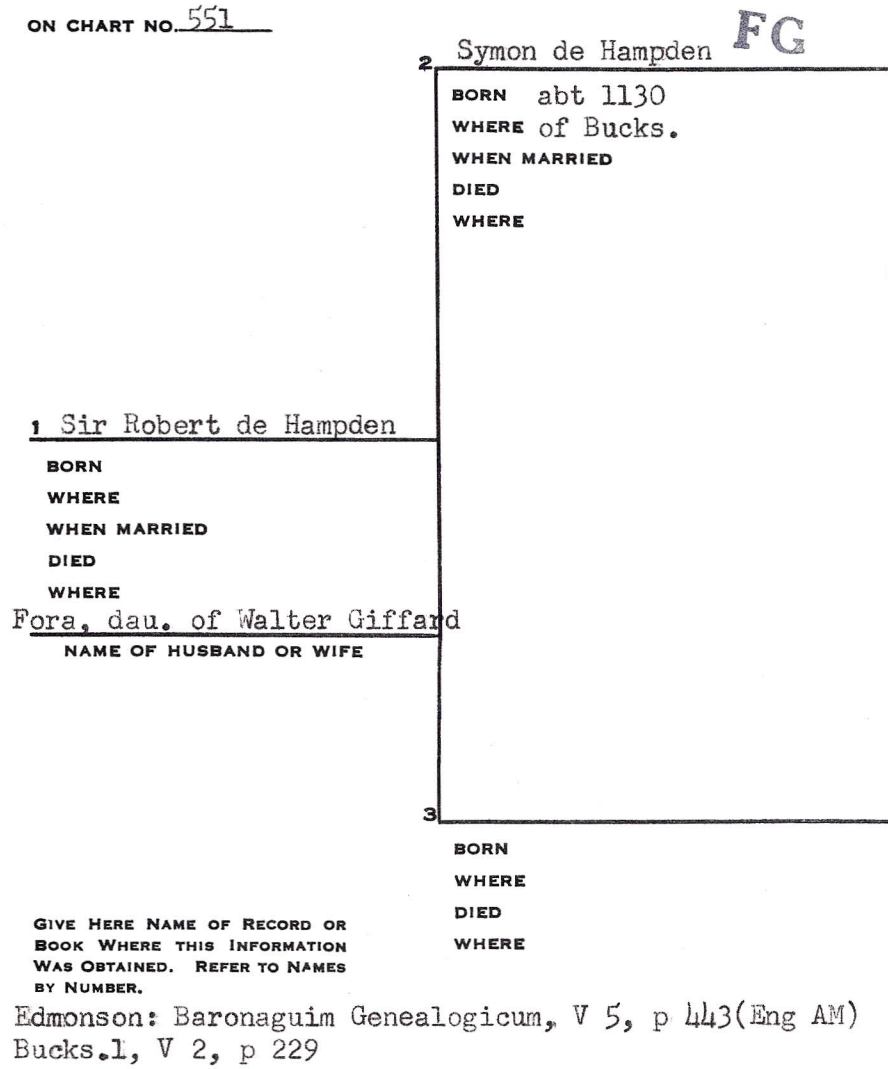 ON CHART NO. 551
FG
2 Symon de Hampden
BORN abt 1130
WHERE of Bucks.
WHEN MARRIED
DIED
WHERE
1 Sir Robert de Hampden
BORN
WHERE
WHEN MARRIED
DIED
WHERE
Fora, dau. of Walter Giffard
NAME OF HUSBAND OR WIFE
3
BORN
WHERE
DIED
WHERE
GIVE HERE NAME OF RECORD OR
BOOK WHERE THIS INFORMATION
WAS OBTAINED. REFER TO NAMES
BY NUMBER.
Edmonson: Baronaguim Genealogicum, V 5, p 443(Eng AM)
Bucks.1, V 2, p 229